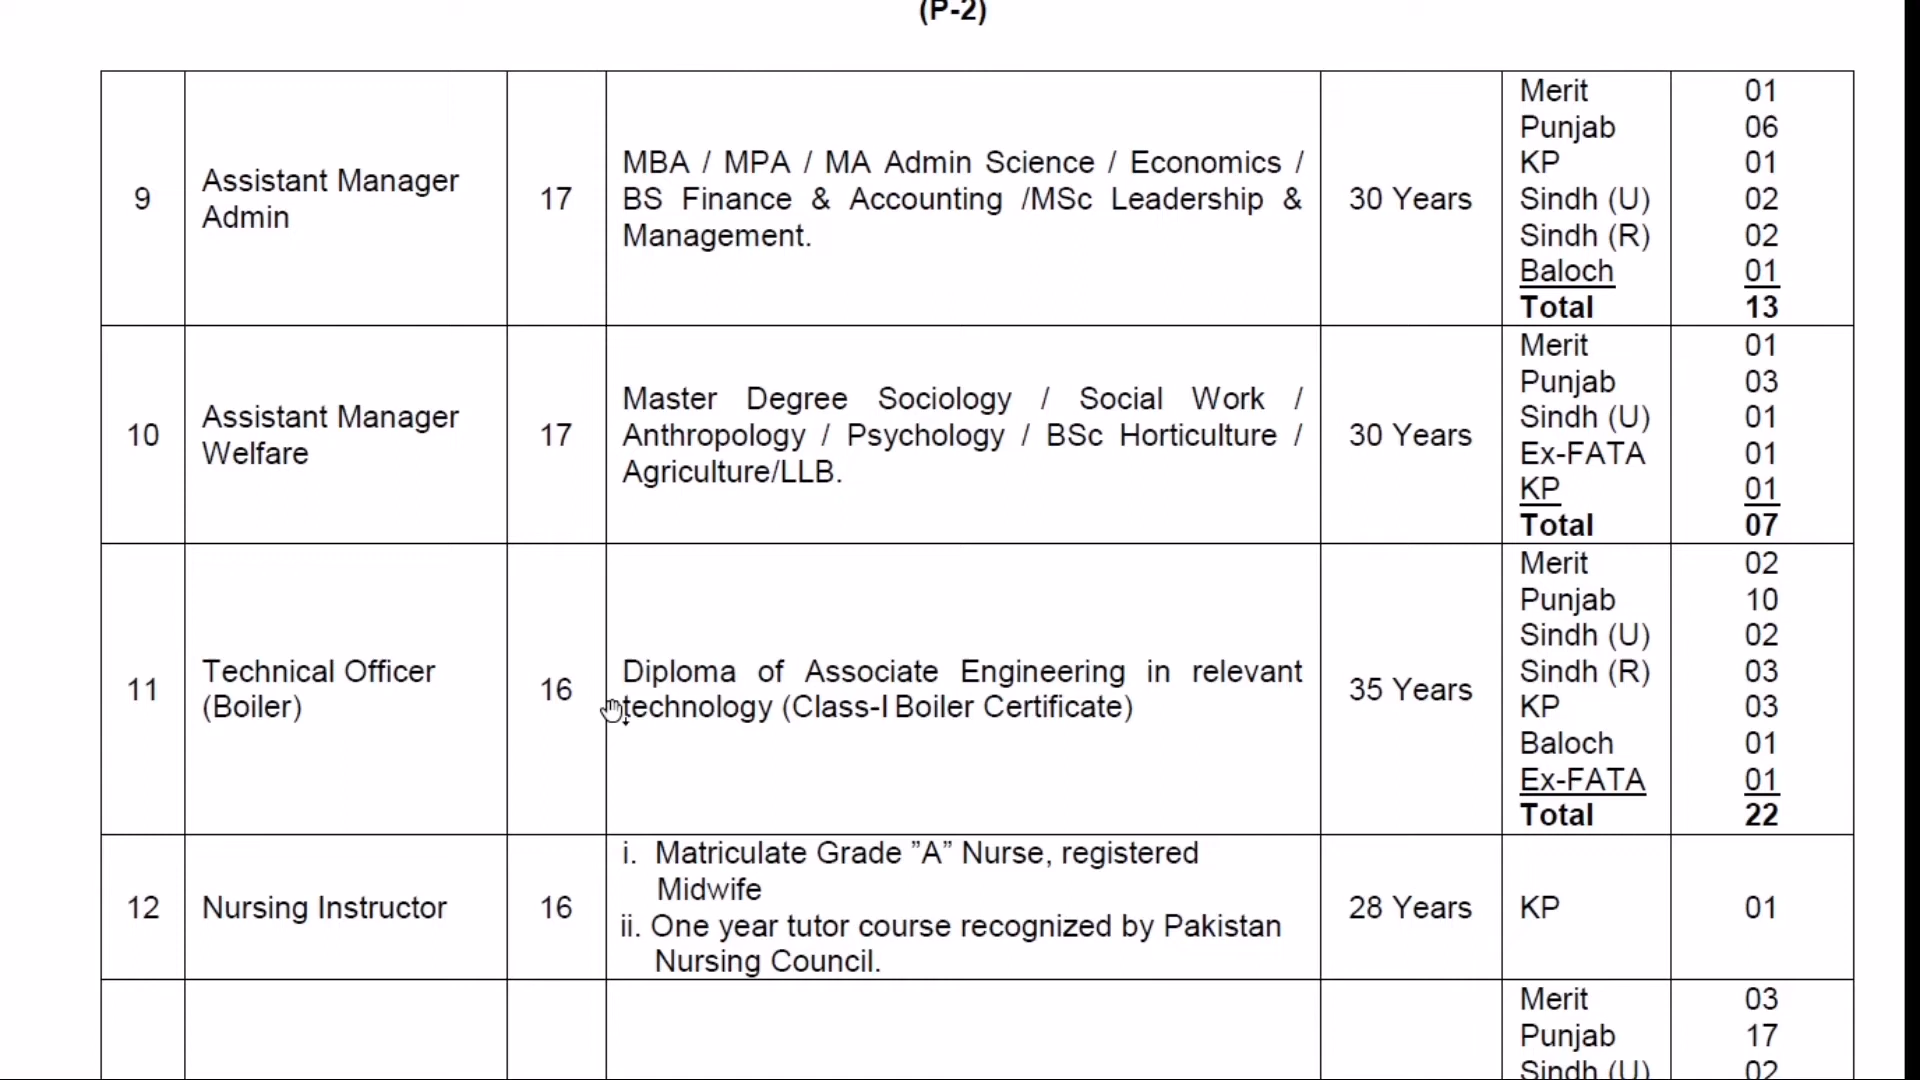 (P-2)
9
Assistant Manager
Admin
17
MBA / MPA / MA Admin Science / Economics /
BS Finance & Accounting /MSc Leadership &
Management.
30 Years
Merit 01
Punjab 06
KP 01
Sindh (U) 02
Sindh (R) 02
Baloch 01
Total 13
10
Assistant Manager
Welfare
17
Master Degree Sociology / Social Work /
Anthropology / Psychology / BSc Horticulture /
Agriculture/LLB.
30 Years
Merit 01
Punjab 03
Sindh (U) 01
Ex-FATA 01
KP 01
Total 07
11
Technical Officer
(Boiler)
16
Diploma of Associate Engineering in relevant
technology (Class-I Boiler Certificate)
35 Years
Merit 02
Punjab 10
Sindh (U) 02
Sindh (R) 03
KP 03
Baloch 01
Ex-FATA 01
Total 22
12
Nursing Instructor
16
i. Matriculate Grade ”A” Nurse, registered
Midwife
ii. One year tutor course recognized by Pakistan
Nursing Council.
28 Years
KP 01
Merit 03
Punjab 17
Sindh (U) 02